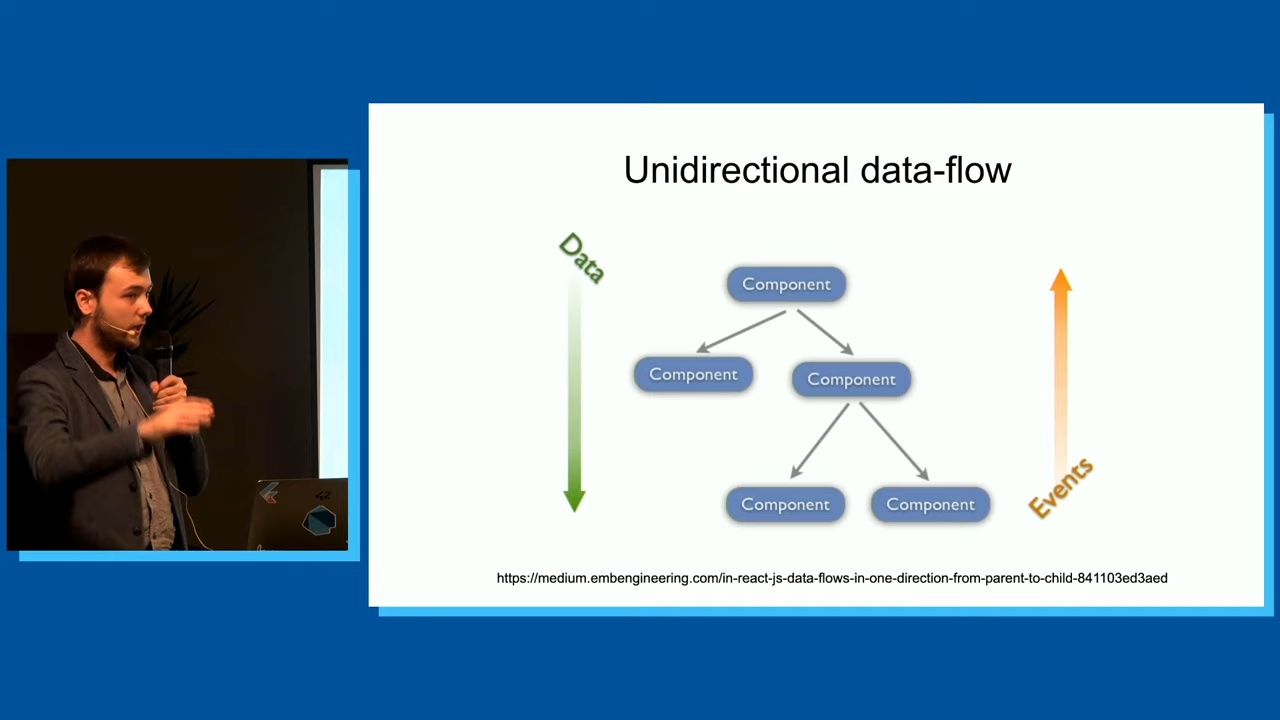 Unidirectional data-flow
Data
Component
Component
Component
Component
Component
Events
https://medium.embengineering.com/in-react-js-data-flows-in-one-direction-from-parent-to-child-841103ed3aed
42